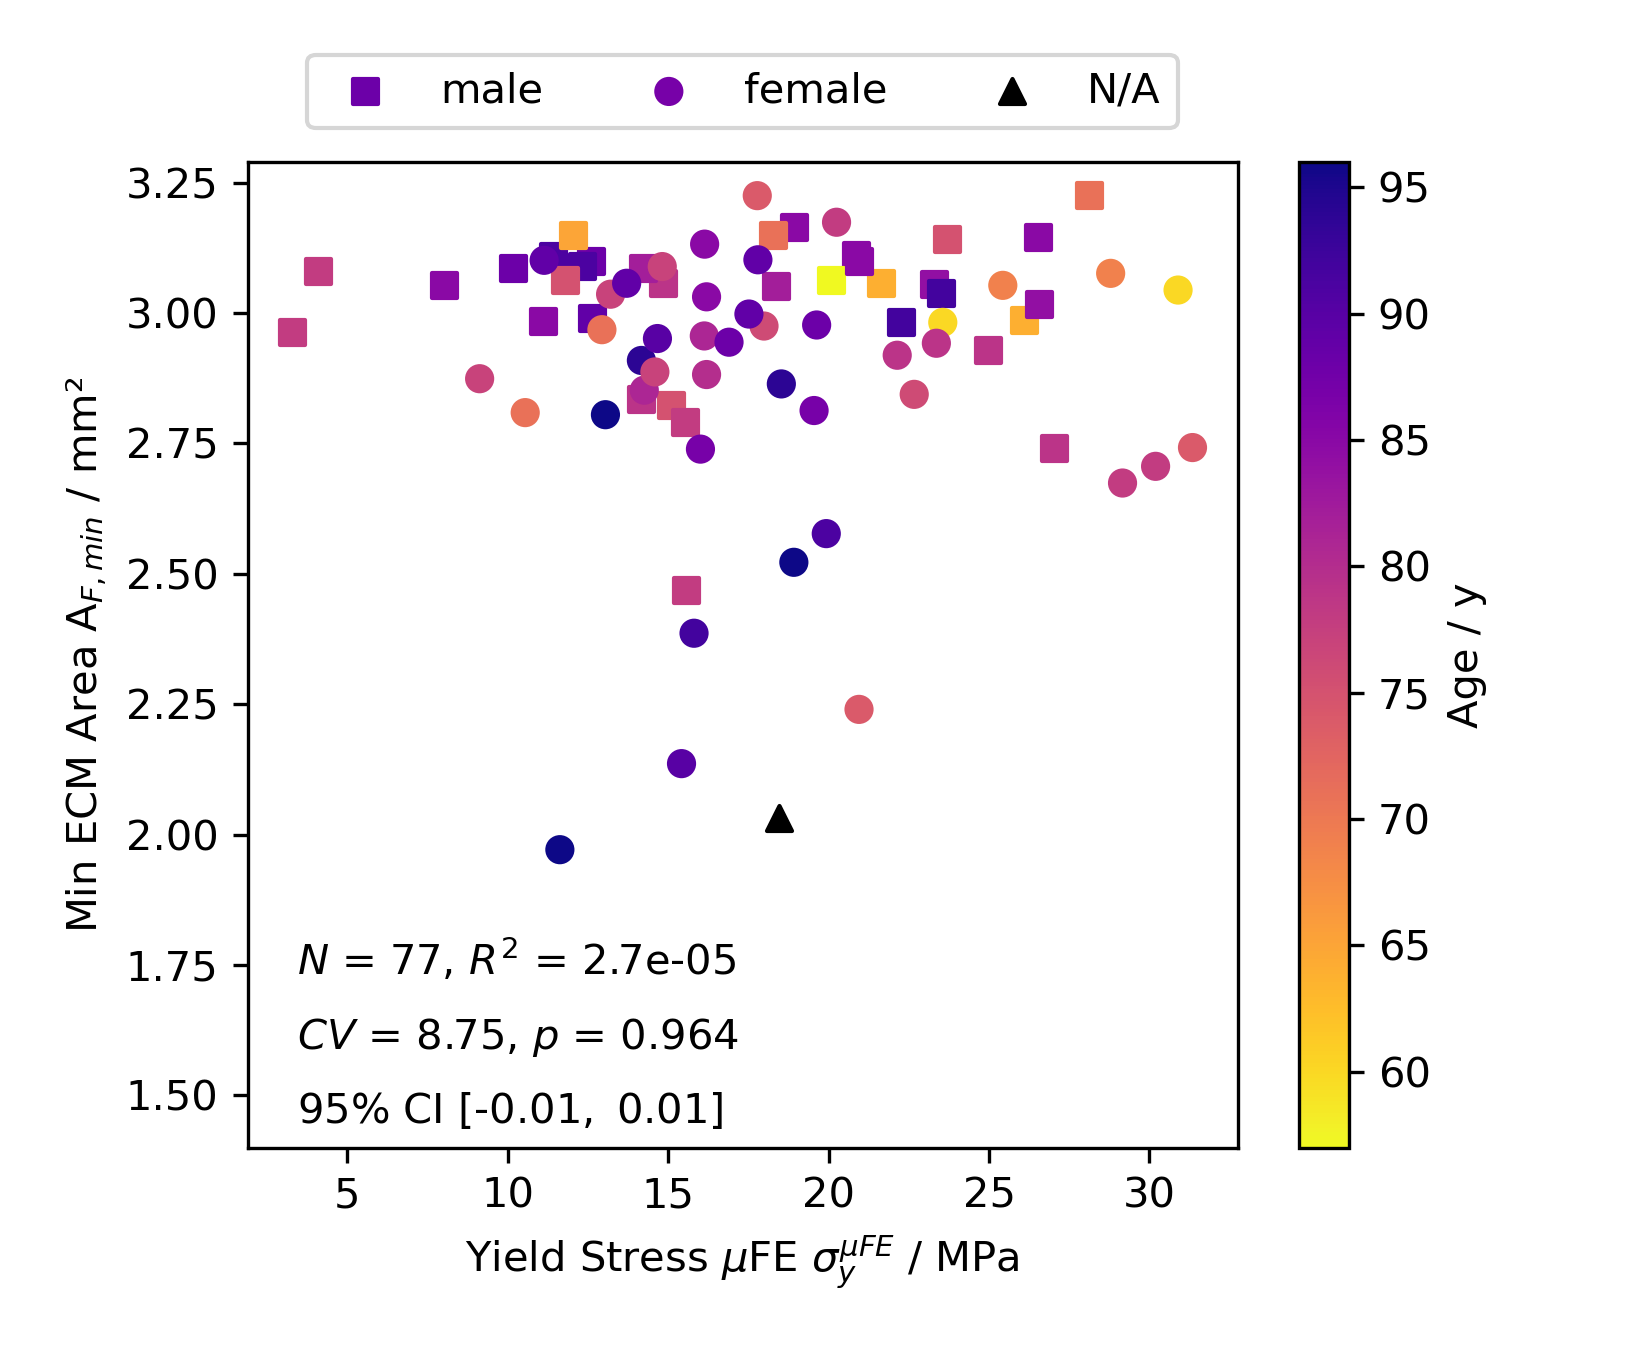 male female N/A
3.25
3.00
2.75
2.50
2.25
2.00
1.75
1.50
Min ECM Area A_{F,min} / mm²
N = 77, R² = 2.7e-05
CV = 8.75, p = 0.964
95% CI [-0.01, 0.01]
5 10 15 20 25 30
Yield Stress μFE σ_y^{μFE} / MPa
95
90
85
80
75
70
65
60
Age / y